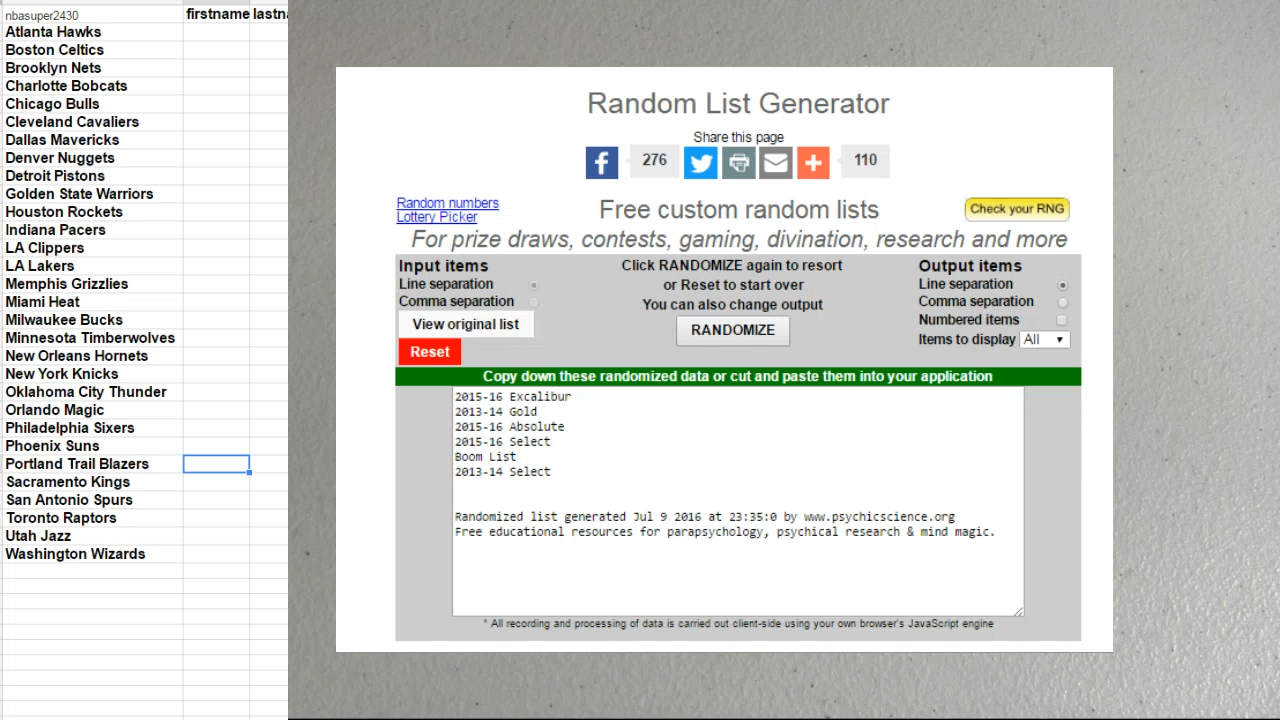 nbasuper2430 firstname lastna
Atlanta Hawks
Boston Celtics
Brooklyn Nets
Charlotte Bobcats
Chicago Bulls
Cleveland Cavaliers
Dallas Mavericks
Denver Nuggets
Detroit Pistons
Golden State Warriors
Houston Rockets
Indiana Pacers
LA Clippers
LA Lakers
Memphis Grizzlies
Miami Heat
Milwaukee Bucks
Minnesota Timberwolves
New Orleans Hornets
New York Knicks
Oklahoma City Thunder
Orlando Magic
Philadelphia Sixers
Phoenix Suns
Portland Trail Blazers
Sacramento Kings
San Antonio Spurs
Toronto Raptors
Utah Jazz
Washington Wizards
Random List Generator
Share this page
276 110
Random numbers
Lottery Picker
Free custom random lists
Check your RNG
For prize draws, contests, gaming, divination, research and more
Input items
Line separation
Comma separation
View original list
Reset
Click RANDOMIZE again to resort
or Reset to start over
You can also change output
RANDOMIZE
Output items
Line separation
Comma separation
Numbered items
Items to display All
Copy down these randomized data or cut and paste them into your application
2015-16 Excalibur
2013-14 Gold
2015-16 Absolute
2015-16 Select
Boom List
2013-14 Select
Randomized list generated Jul 9 2016 at 23:35:0 by www.psychicscience.org
Free educational resources for parapsychology, psychical research & mind magic.
* All recording and processing of data is carried out client-side using your own browser's JavaScript engine